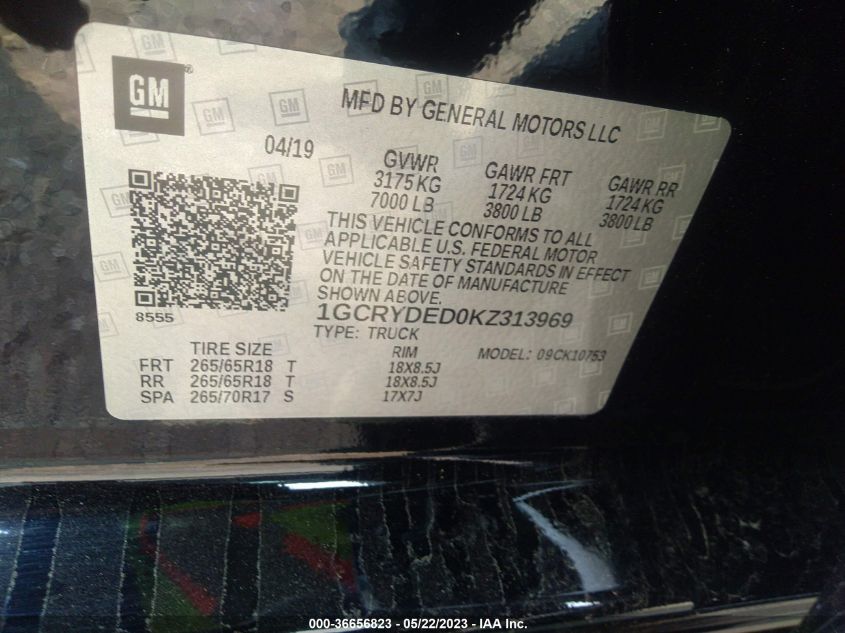 GM
MFD BY GENERAL MOTORS LLC
04/19
GVWR
3175 KG
7000 LB
GAWR FRT
1724 KG
3800 LB
GAWR RR
1724 KG
3800 LB
THIS VEHICLE CONFORMS TO ALL
APPLICABLE U.S. FEDERAL MOTOR
VEHICLE SAFETY STANDARDS IN EFFECT
ON THE DATE OF MANUFACTURE
SHOWN ABOVE.
8555
1GCRYDED0KZ313969
TYPE: TRUCK
MODEL: 09CK10753
TIRE SIZE RIM
FRT 265/65R18 T 18X8.5J
RR 265/65R18 T 18X8.5J
SPA 265/70R17 S 17X7J
000-36656823 - 05/22/2023 - IAA Inc.